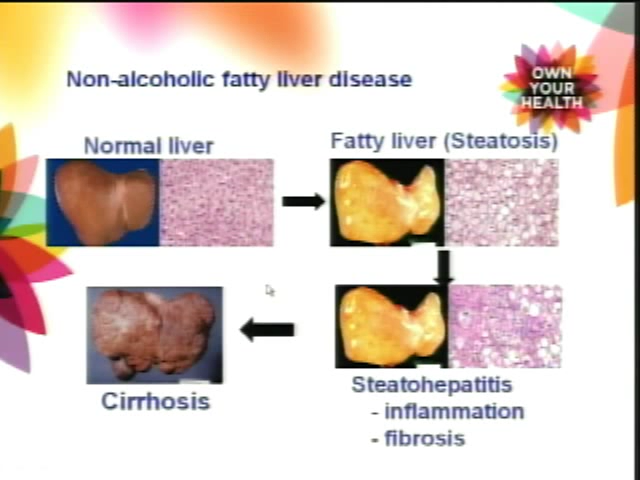 Non-alcoholic fatty liver disease
OWN
YOUR
HEALTH
Normal liver
Fatty liver (Steatosis)
Cirrhosis
Steatohepatitis
- inflammation
- fibrosis